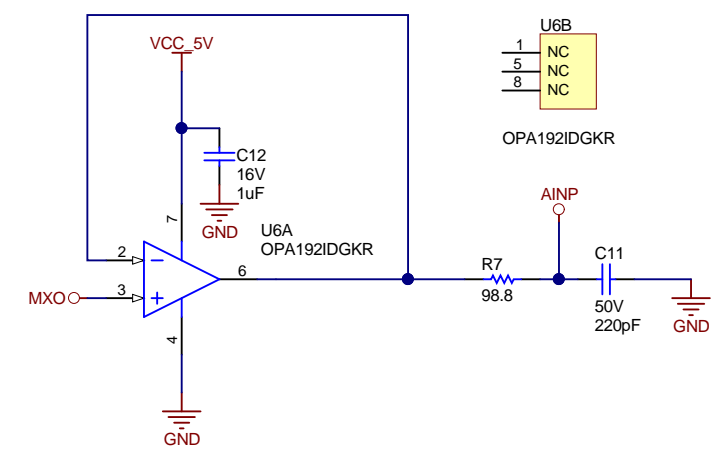 U6B
VCC_5V
1 NC
5 NC
8 NC
OPA192IDGKR
C12
16V
1uF
GND
AINP
7
U6A
OPA192IDGKR
2
6
R7
98.8
C11
50V
220pF
GND
MXO
3
4
GND